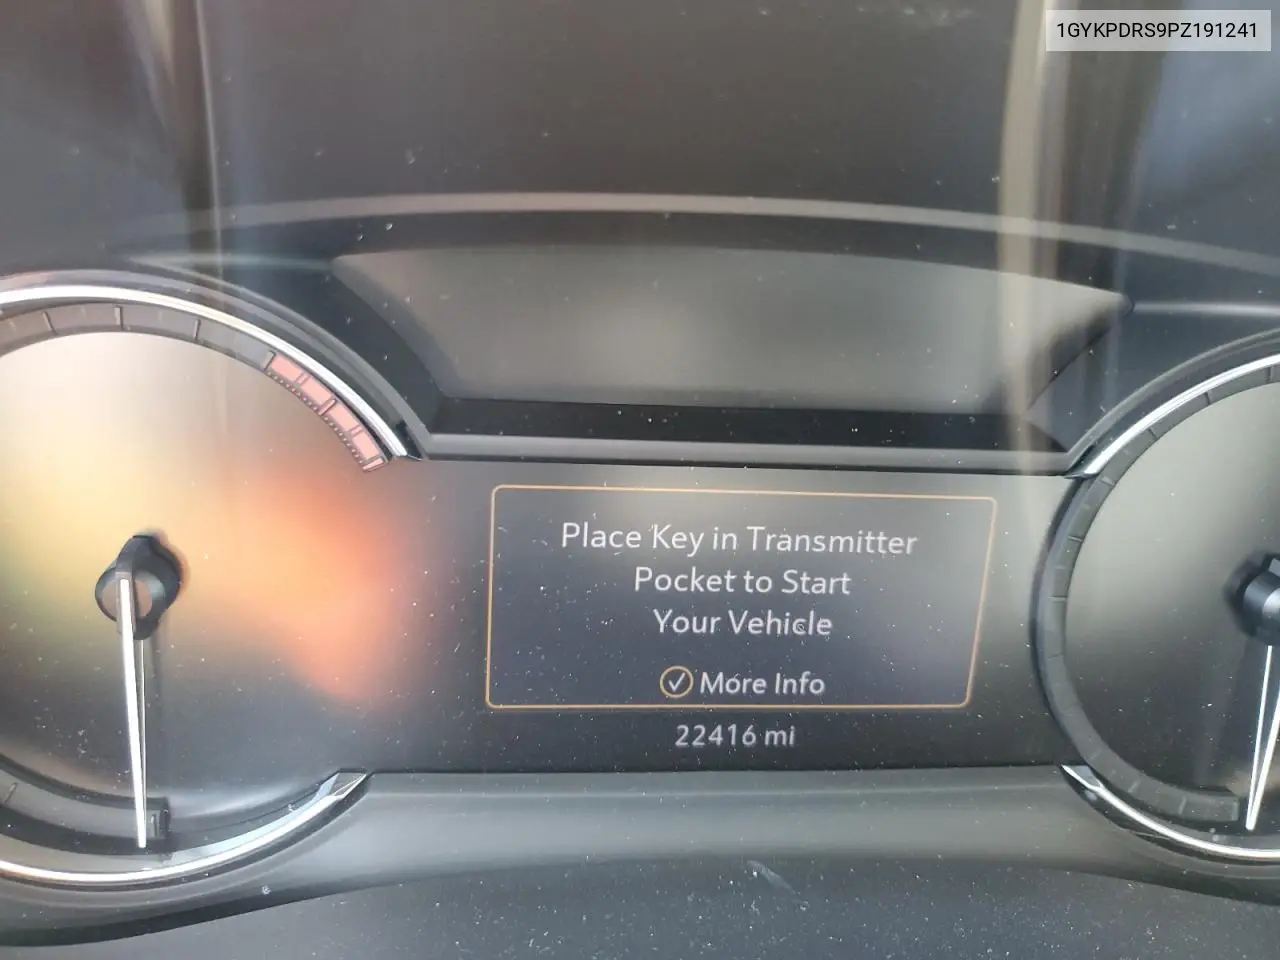 1GYKPDRS9PZ191241
Place Key in Transmitter
Pocket to Start
Your Vehicle
More Info
22416 mi